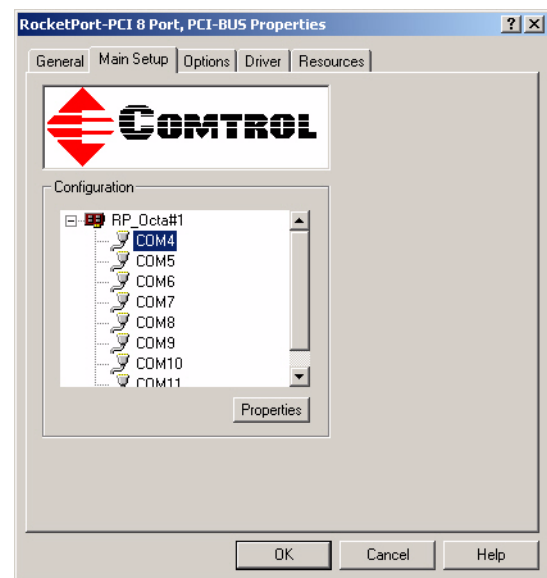 RocketPort-PCI 8 Port, PCI-BUS Properties
General Main Setup Options Driver Resources
COMTROL
Configuration
RP_Octa#1
COM4
COM5
COM6
COM7
COM8
COM9
COM10
COM11
Properties
OK Cancel Help